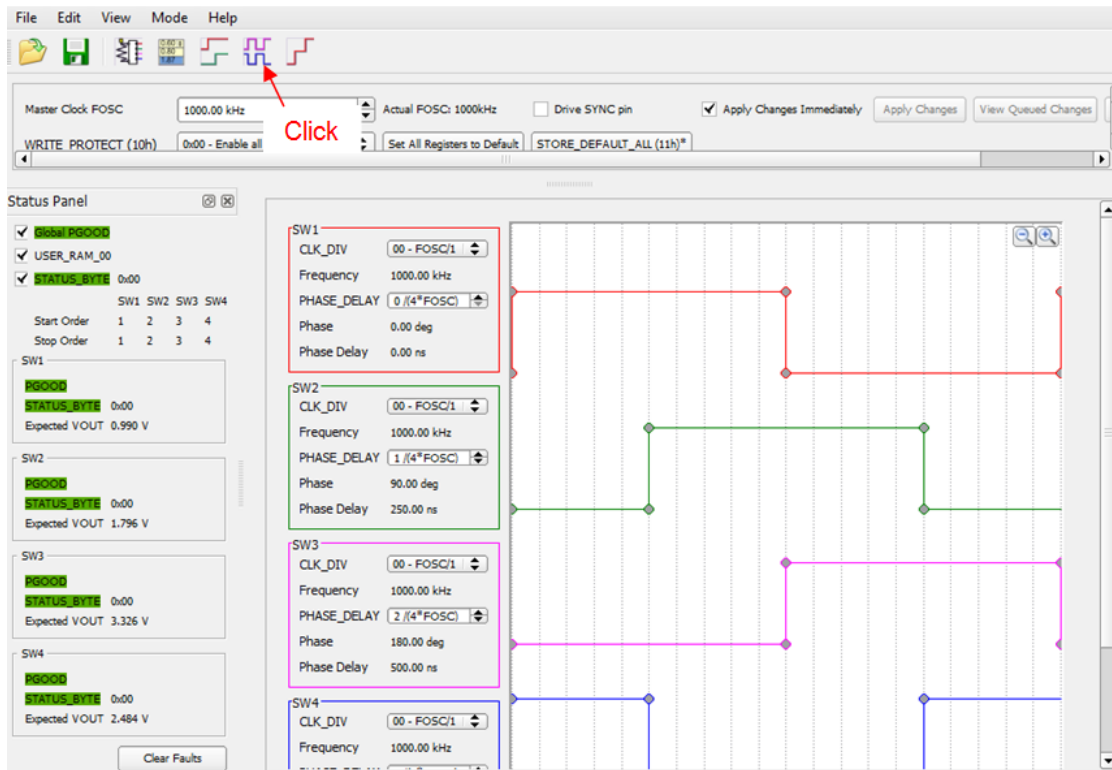 File Edit View Mode Help
Click
Master Clock FOSC 1000.00 kHz Actual FOSC: 1000kHz Drive SYNC pin Apply Changes Immediately Apply Changes View Queued Changes
WRITE PROTECT (10h) 0x00 - Enable all Set All Registers to Default STORE_DEFAULT_ALL (11h)*
Status Panel
Global PGOOD
USER_RAM_00
STATUS_BYTE 0x00
SW1 SW2 SW3 SW4
Start Order 1 2 3 4
Stop Order 1 2 3 4
SW1
PGOOD
STATUS_BYTE 0x00
Expected VOUT 0.990 V
SW2
PGOOD
STATUS_BYTE 0x00
Expected VOUT 1.796 V
SW3
PGOOD
STATUS_BYTE 0x00
Expected VOUT 3.326 V
SW4
PGOOD
STATUS_BYTE 0x00
Expected VOUT 2.484 V
Clear Faults
SW1
CLK_DIV 00 - FOSC/1
Frequency 1000.00 kHz
PHASE_DELAY 0 /(4*FOSC)
Phase 0.00 deg
Phase Delay 0.00 ns
SW2
CLK_DIV 00 - FOSC/1
Frequency 1000.00 kHz
PHASE_DELAY 1 /(4*FOSC)
Phase 90.00 deg
Phase Delay 250.00 ns
SW3
CLK_DIV 00 - FOSC/1
Frequency 1000.00 kHz
PHASE_DELAY 2 /(4*FOSC)
Phase 180.00 deg
Phase Delay 500.00 ns
SW4
CLK_DIV 00 - FOSC/1
Frequency 1000.00 kHz